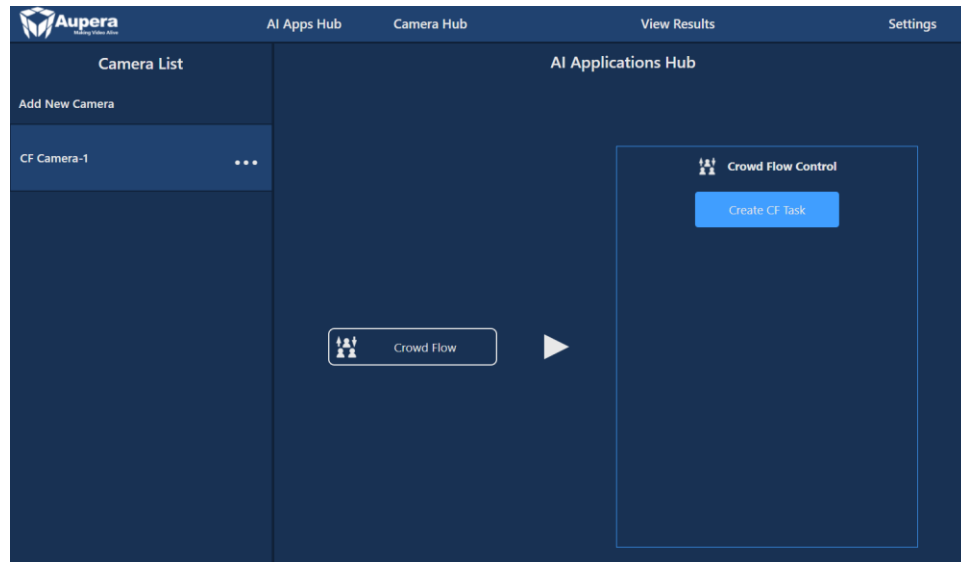 Aupera
Making Video Alive
AI Apps Hub
Camera Hub
View Results
Settings
Camera List
Add New Camera
CF Camera-1
AI Applications Hub
Crowd Flow
Crowd Flow Control
Create CF Task